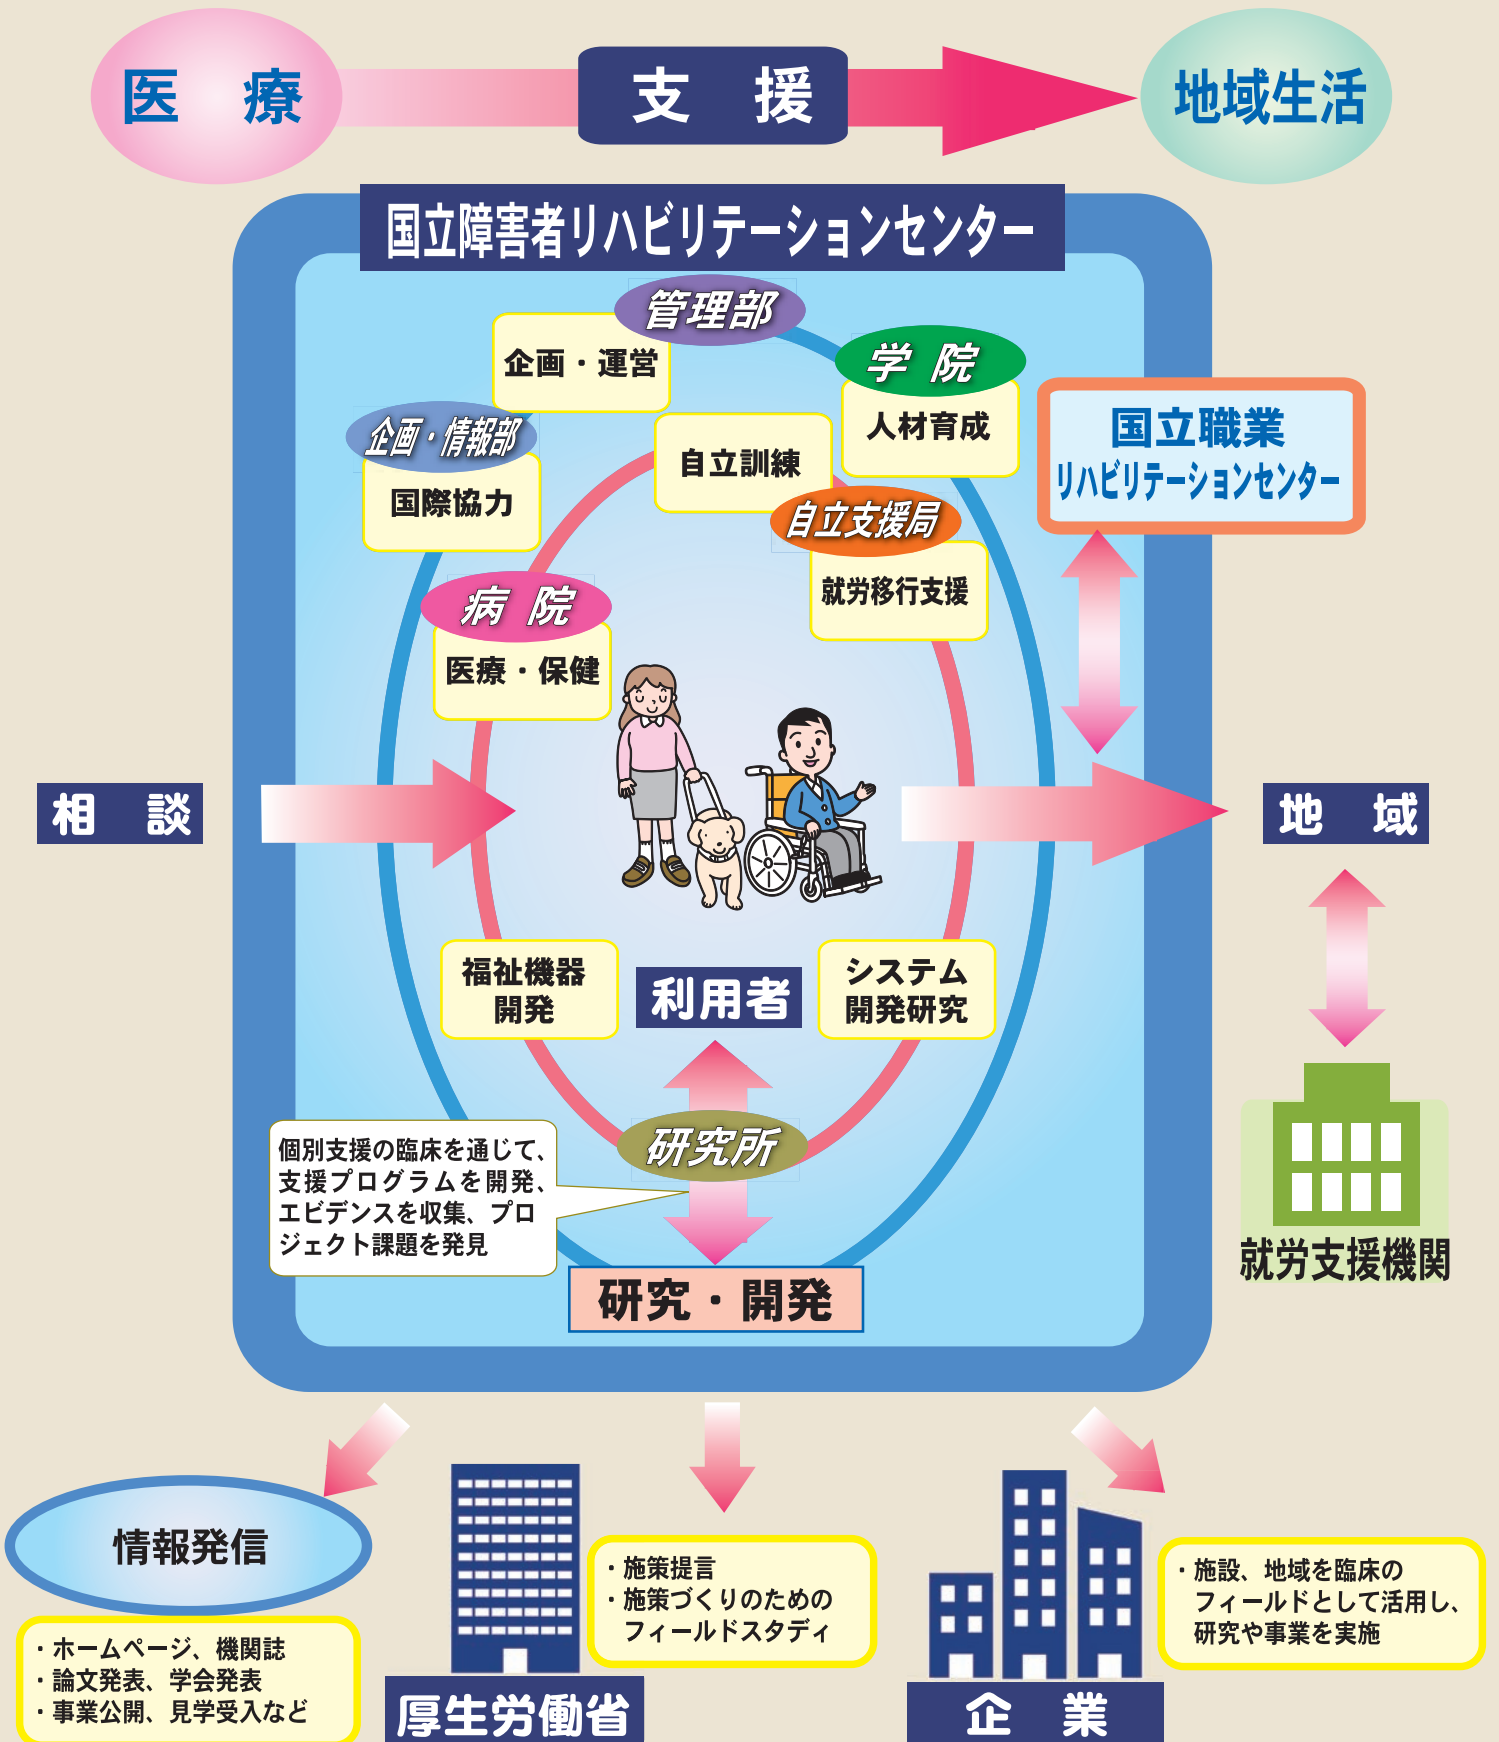 医　療
支　援
地域生活
国立障害者リハビリテーションセンター
管理部
企画・運営
学 院
人材育成
企画・情報部
国際協力
自立訓練
自立支援局
就労移行支援
国立職業
リハビリテーションセンター
病 院
医療・保健
相　談
地　域
福祉機器
開発
利用者
システム
開発研究
研究所
個別支援の臨床を通じて、
支援プログラムを開発、
エビデンスを収集、プロ
ジェクト課題を発見
研究・開発
就労支援機関
情報発信
・ホームページ、機関誌
・論文発表、学会発表
・事業公開、見学受入など
厚生労働省
・施策提言
・施策づくりのための
フィールドスタディ
企　業
・施設、地域を臨床の
フィールドとして活用し、
研究や事業を実施